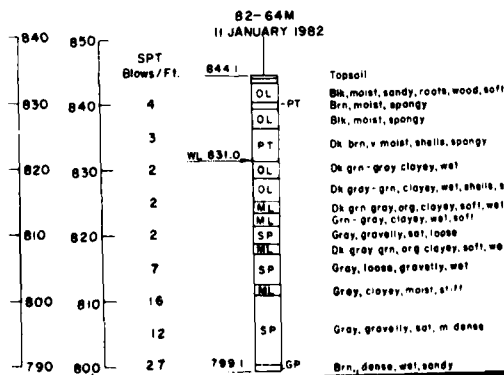 82-64M
11 JANUARY 1982
840 850
SPT
Blows/Ft.
844.1 Topsoil
OL Blk, moist, sandy, roots, wood, soft
830 840 4 PT Brn, moist, spongy
OL Blk, moist, spongy
3 PT Dk brn, v moist, shells, spongy
WL 831.0
820 830 2 OL Dk grn-gray clayey, wet
OL Dk gray-grn, clayey, wet, shells, s
2 ML Dk grn gray, org, clayey, soft, wet
ML Grn-gray, clayey, wet, soft
810 820 2 SP Gray, gravelly, sat, loose
ML Dk gray grn, org clayey, soft, w
7 SP Gray, loose, gravelly, wet
800 810 16 ML Gray, clayey, moist, stiff
12 SP Gray, gravelly, sat, m dense
790 800 27 799.1 GP Brn, dense, wet, sandy